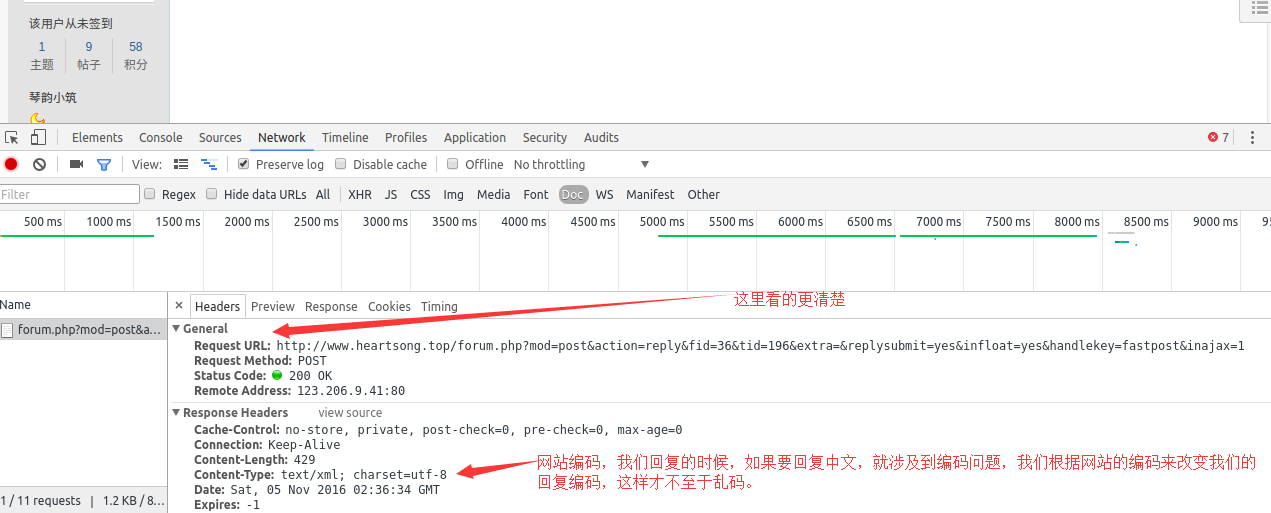 该用户从未签到
1 9 58
主题 帖子 积分
琴韵小筑
Elements Console Sources Network Timeline Profiles Application Security Audits 7
View: Preserve log Disable cache Offline No throttling
Filter Regex Hide data URLs All XHR JS CSS Img Media Font Doc WS Manifest Other
500 ms 1000 ms 1500 ms 2000 ms 2500 ms 3000 ms 3500 ms 4000 ms 4500 ms 5000 ms 5500 ms 6000 ms 6500 ms 7000 ms 7500 ms 8000 ms 8500 ms 9000 ms 95
Name × Headers Preview Response Cookies Timing
这里看的更清楚
forum.php?mod=post&a...
General
Request URL: http://www.heartsong.top/forum.php?mod=post&action=reply&fid=36&tid=196&extra=&replysubmit=yes&infloat=yes&handlekey=fastpost&inajax=1
Request Method: POST
Status Code: 200 OK
Remote Address: 123.206.9.41:80
Response Headers view source
Cache-Control: no-store, private, post-check=0, pre-check=0, max-age=0
Connection: Keep-Alive
Content-Length: 429
Content-Type: text/xml; charset=utf-8
网站编码，我们回复的时候，如果要回复中文，就涉及到编码问题，我们根据网站的编码来改变我们的
回复编码，这样才不至于乱码。
Date: Sat, 05 Nov 2016 02:36:34 GMT
Expires: -1
1 / 11 requests | 1.2 KB / 8...